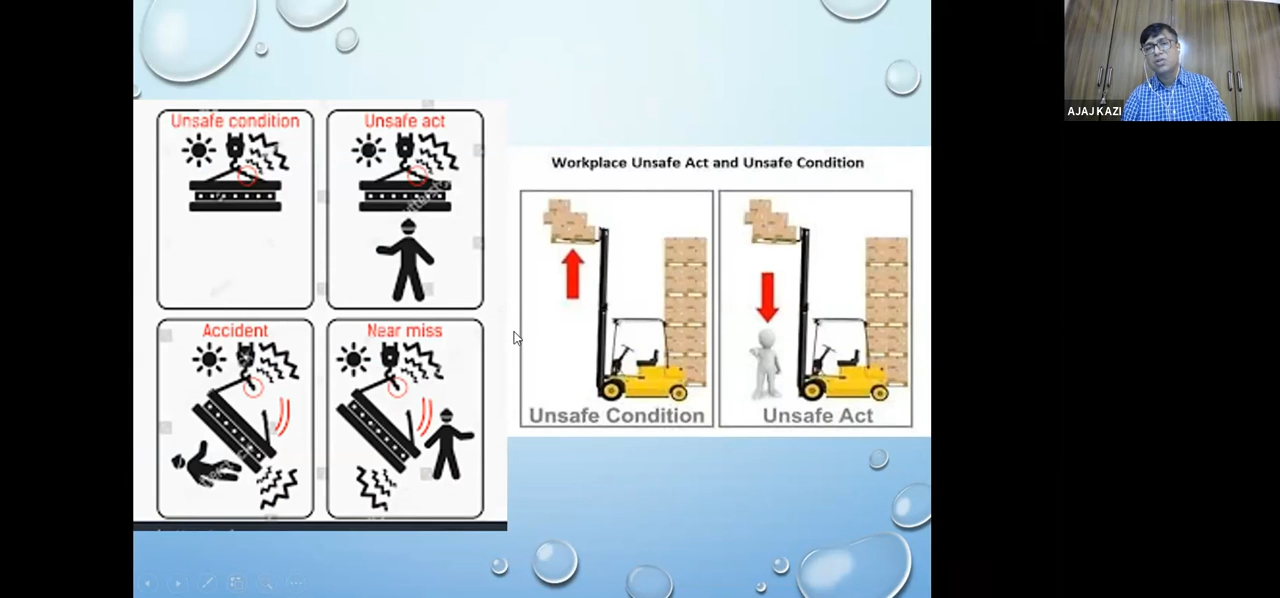 Unsafe condition
Unsafe act
Accident
Near miss
Workplace Unsafe Act and Unsafe Condition
Unsafe Condition
Unsafe Act
AJAJ KAZI